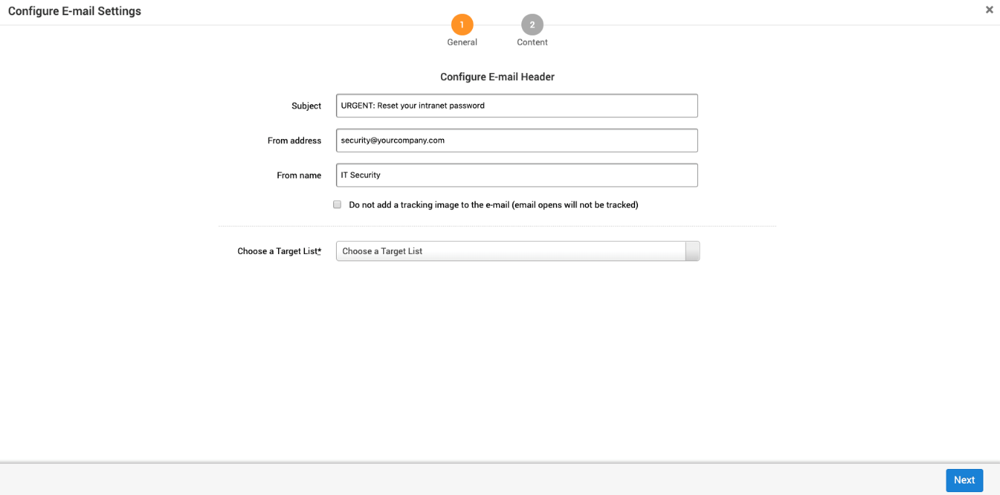 Configure E-mail Settings
×
1
2
General
Content
Configure E-mail Header
Subject
URGENT: Reset your intranet password
From address
security@yourcompany.com
From name
IT Security
Do not add a tracking image to the e-mail (email opens will not be tracked)
Choose a Target List*
Choose a Target List
Next